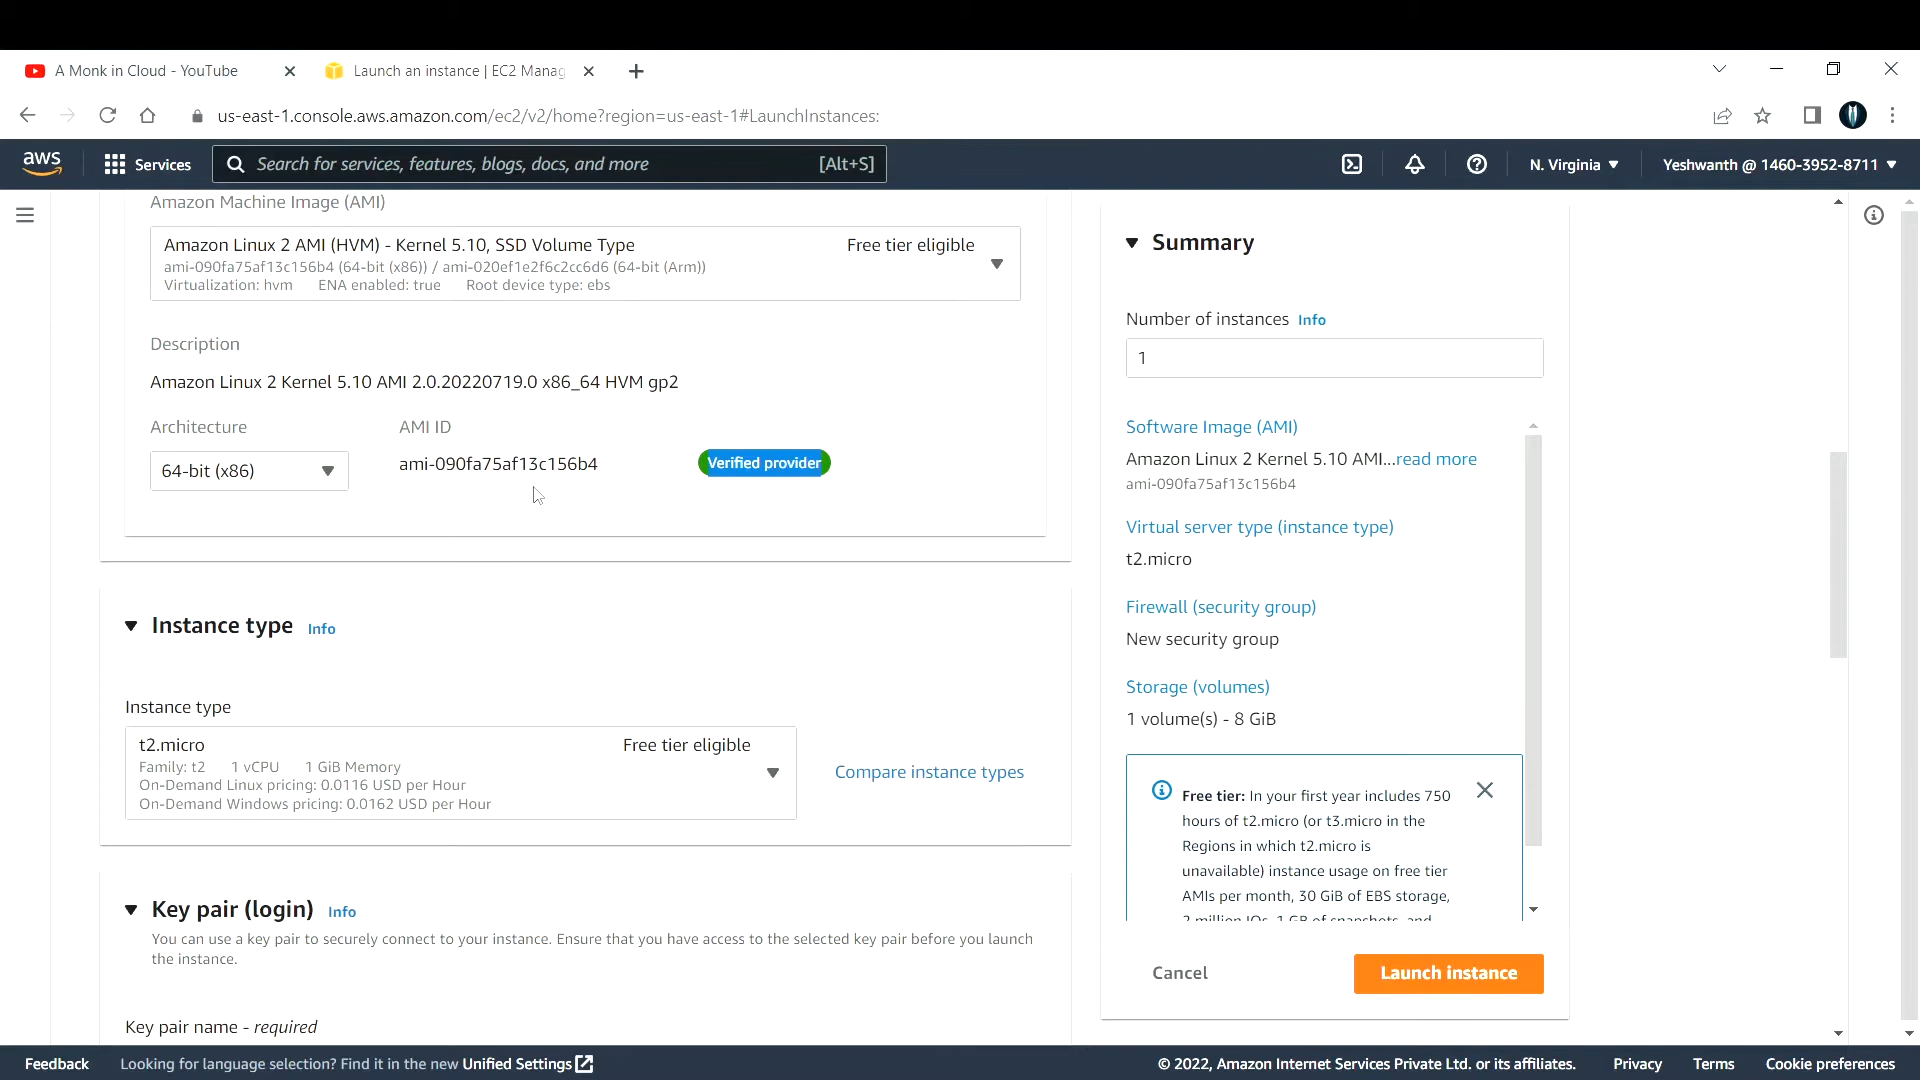 A Monk in Cloud - YouTube
Launch an instance | EC2 Manag
us-east-1.console.aws.amazon.com/ec2/v2/home?region=us-east-1#LaunchInstances:
aws
Services
Search for services, features, blogs, docs, and more
[Alt+S]
N. Virginia
Yeshwanth @ 1460-3952-8711
Amazon Machine Image (AMI)
Amazon Linux 2 AMI (HVM) - Kernel 5.10, SSD Volume Type
Free tier eligible
ami-090fa75af13c156b4 (64-bit (x86)) / ami-020ef1e2f6c2cc6d6 (64-bit (Arm))
Virtualization: hvm ENA enabled: true Root device type: ebs
Description
Amazon Linux 2 Kernel 5.10 AMI 2.0.20220719.0 x86_64 HVM gp2
Architecture
AMI ID
64-bit (x86)
ami-090fa75af13c156b4
Verified provider
Instance type Info
Instance type
t2.micro
Free tier eligible
Family: t2 1 vCPU 1 GiB Memory
On-Demand Linux pricing: 0.0116 USD per Hour
On-Demand Windows pricing: 0.0162 USD per Hour
Compare instance types
Key pair (login) Info
You can use a key pair to securely connect to your instance. Ensure that you have access to the selected key pair before you launch
the instance.
Key pair name - required
Summary
Number of instances Info
1
Software Image (AMI)
Amazon Linux 2 Kernel 5.10 AMI...read more
ami-090fa75af13c156b4
Virtual server type (instance type)
t2.micro
Firewall (security group)
New security group
Storage (volumes)
1 volume(s) - 8 GiB
Free tier: In your first year includes 750
hours of t2.micro (or t3.micro in the
Regions in which t2.micro is
unavailable) instance usage on free tier
AMIs per month, 30 GiB of EBS storage,
2 million IOs, 1 GB of snapshots, and
Cancel
Launch instance
Feedback
Looking for language selection? Find it in the new Unified Settings
© 2022, Amazon Internet Services Private Ltd. or its affiliates.
Privacy
Terms
Cookie preferences